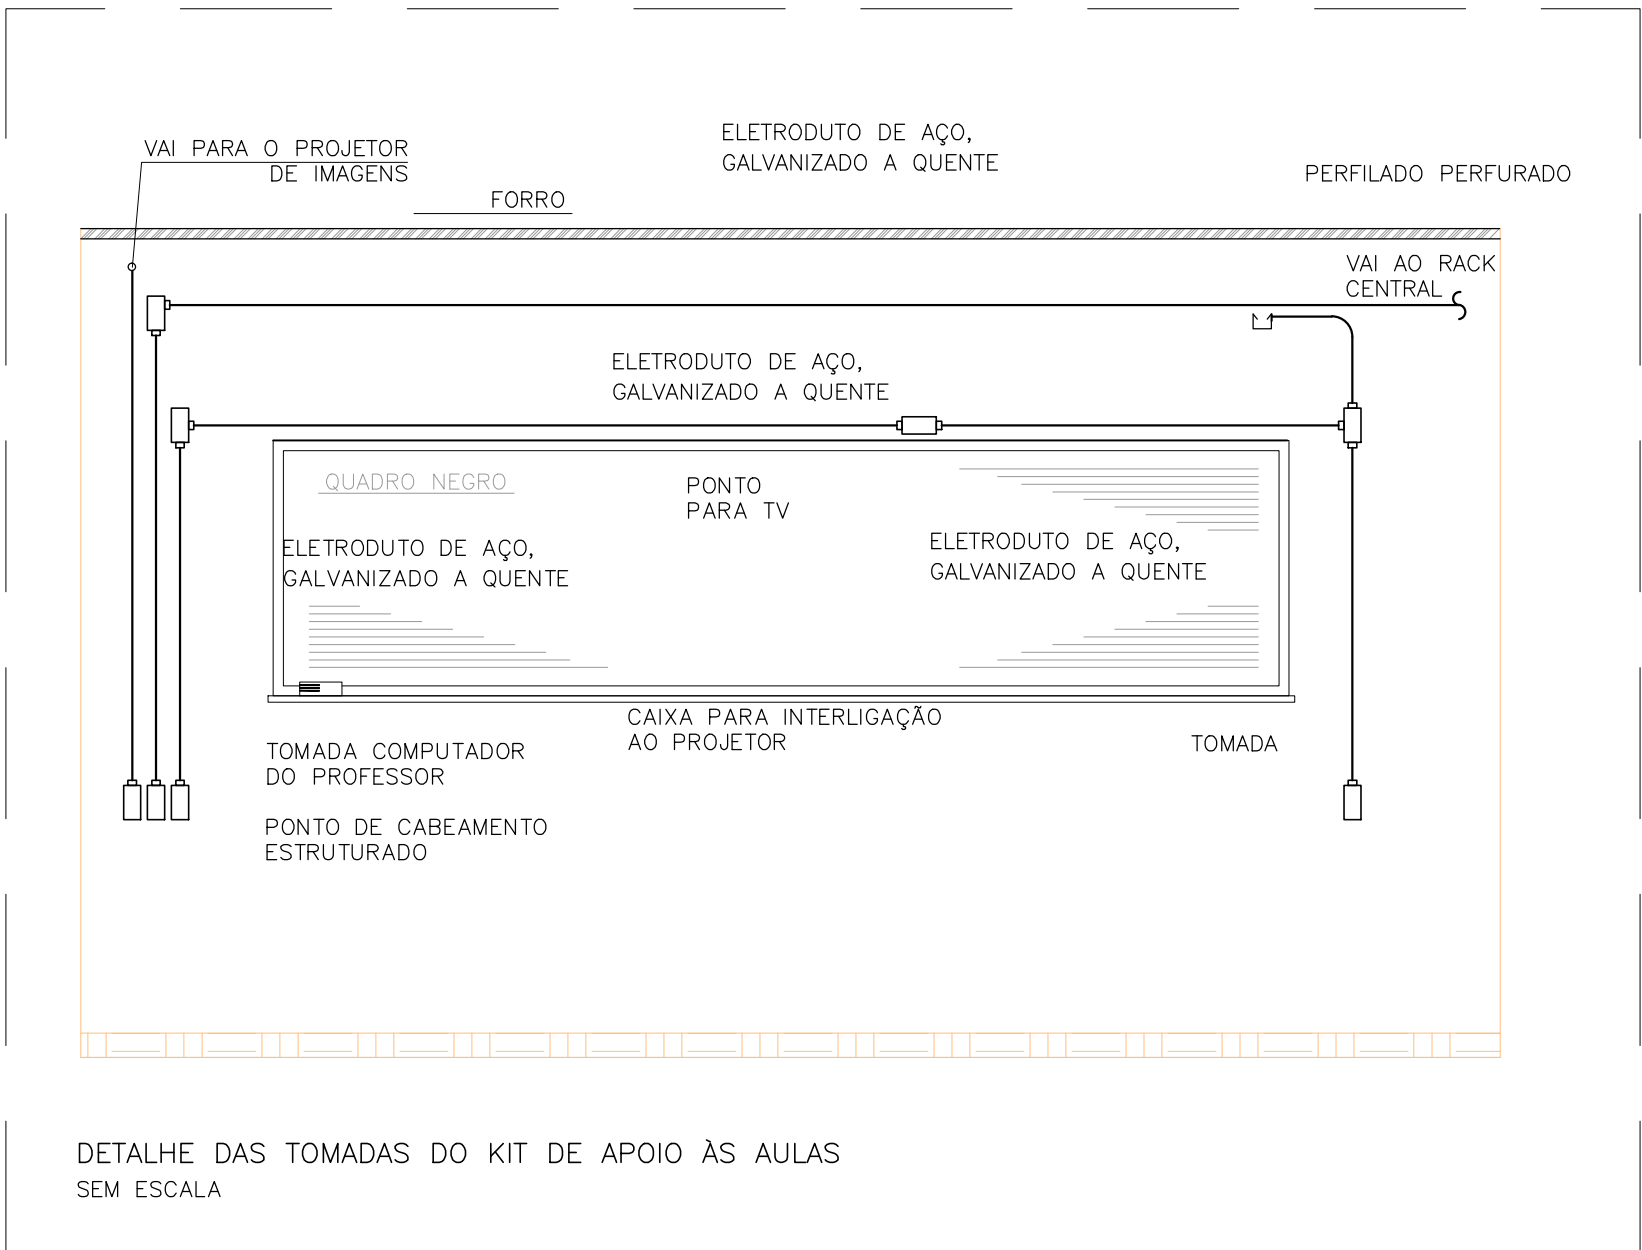 ELETRODUTO DE AÇO,
GALVANIZADO A QUENTE
VAI PARA O PROJETOR
DE IMAGENS
PERFILADO PERFURADO
FORRO
VAI AO RACK
CENTRAL
ELETRODUTO DE AÇO,
GALVANIZADO A QUENTE
QUADRO NEGRO
PONTO
PARA TV
ELETRODUTO DE AÇO,
GALVANIZADO A QUENTE
ELETRODUTO DE AÇO,
GALVANIZADO A QUENTE
CAIXA PARA INTERLIGAÇÃO
AO PROJETOR
TOMADA COMPUTADOR
DO PROFESSOR
TOMADA
PONTO DE CABEAMENTO
ESTRUTURADO
DETALHE DAS TOMADAS DO KIT DE APOIO ÀS AULAS
SEM ESCALA